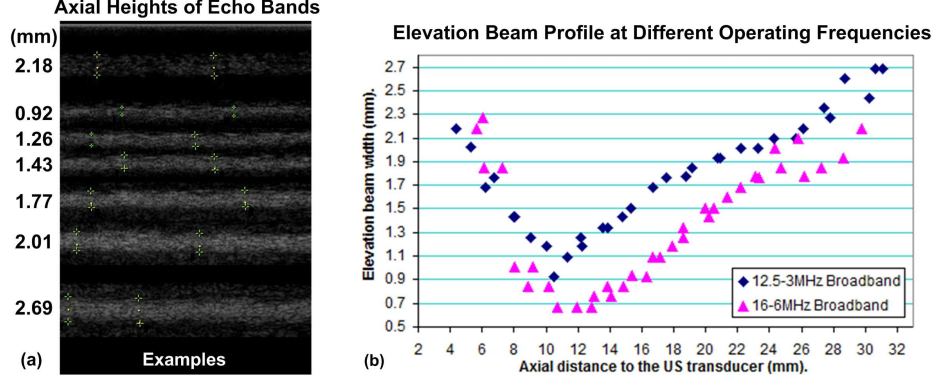 Axial Heights of Echo Bands
(mm)
2.18
0.92
1.26
1.43
1.77
2.01
2.69
(a)
Examples
Elevation Beam Profile at Different Operating Frequencies
Elevation beam width (mm).
2.7
2.5
2.3
2.1
1.9
1.7
1.5
1.3
1.1
0.9
0.7
0.5
12.5-3MHz Broadband
16-6MHz Broadband
2 4 6 8 10 12 14 16 18 20 22 24 26 28 30 32
(b)
Axial distance to the US transducer (mm).